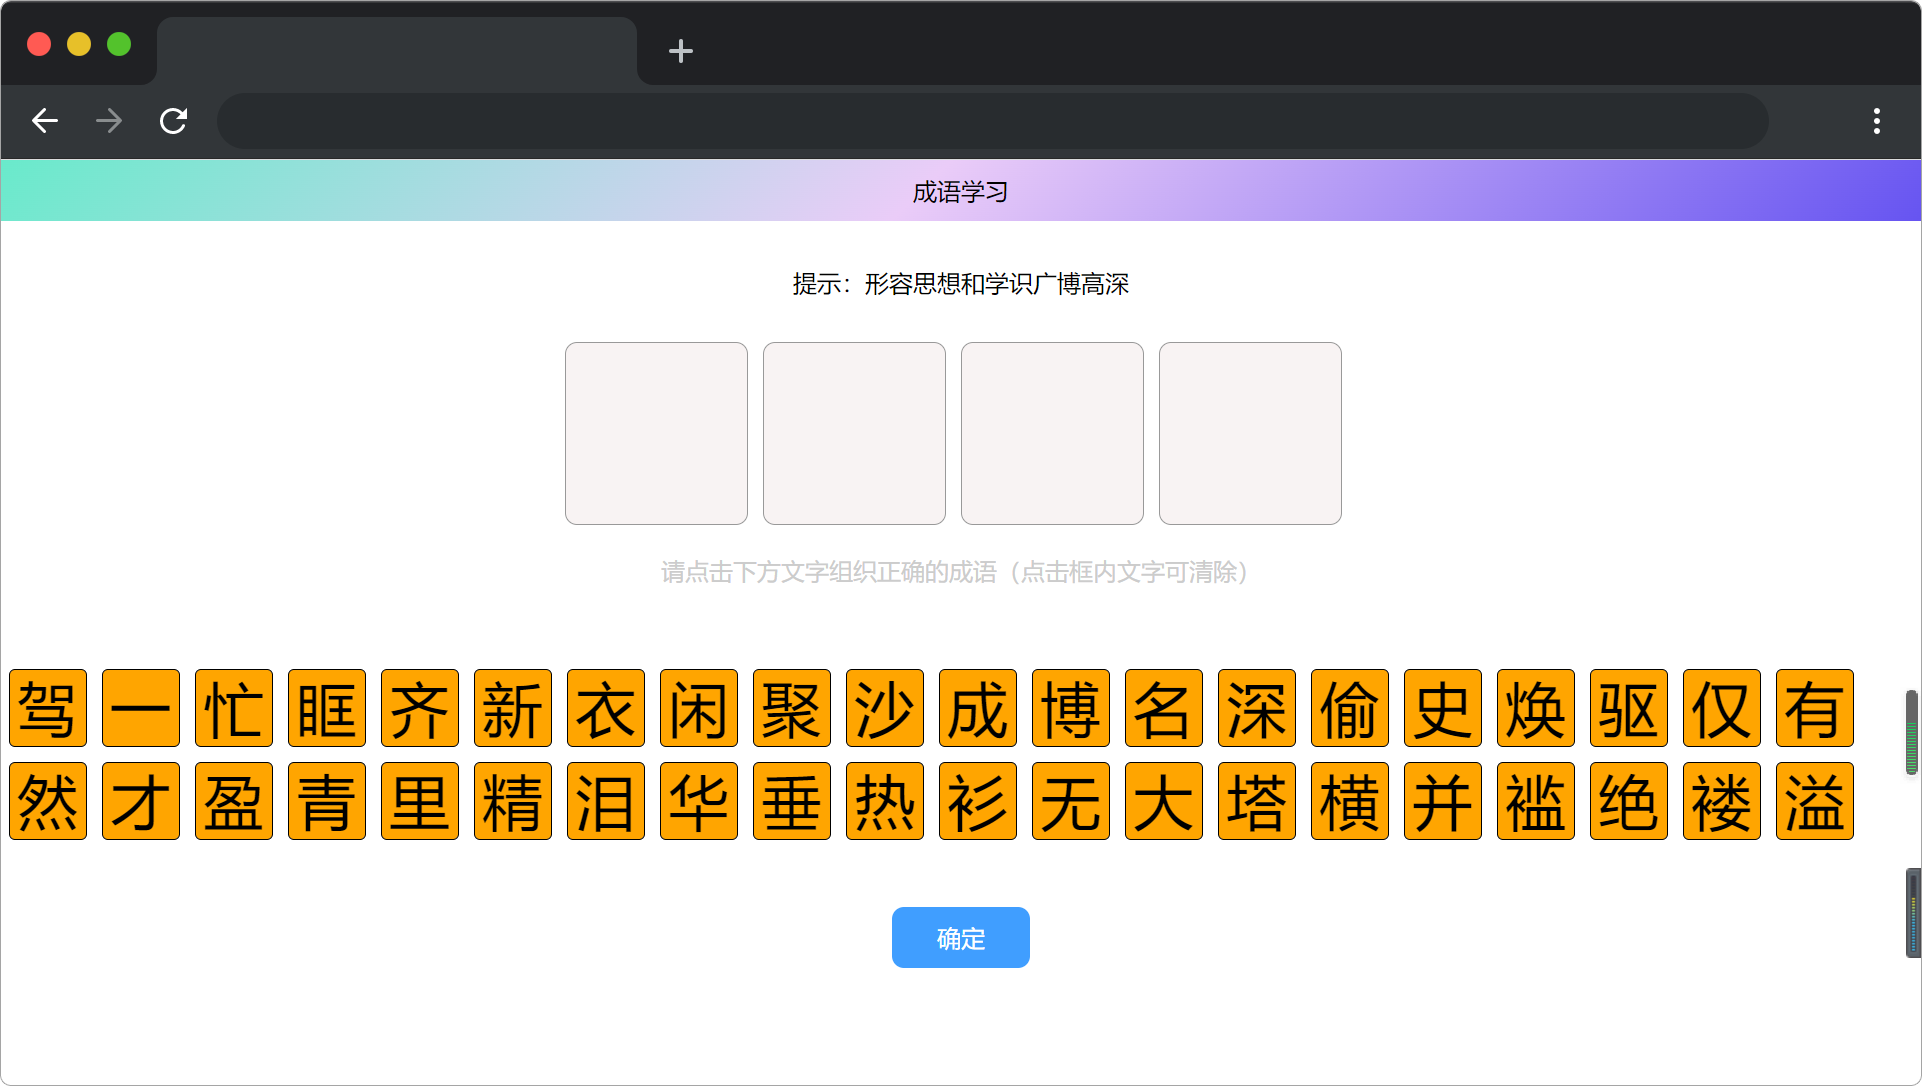 成语学习
提示：形容思想和学识广博高深
请点击下方文字组织正确的成语（点击框内文字可清除）
驾一忙眶齐新衣闲聚沙成博名深偷史焕驱仅有
然才盈青里精泪华垂热衫无大塔横并褴绝褛溢
确定